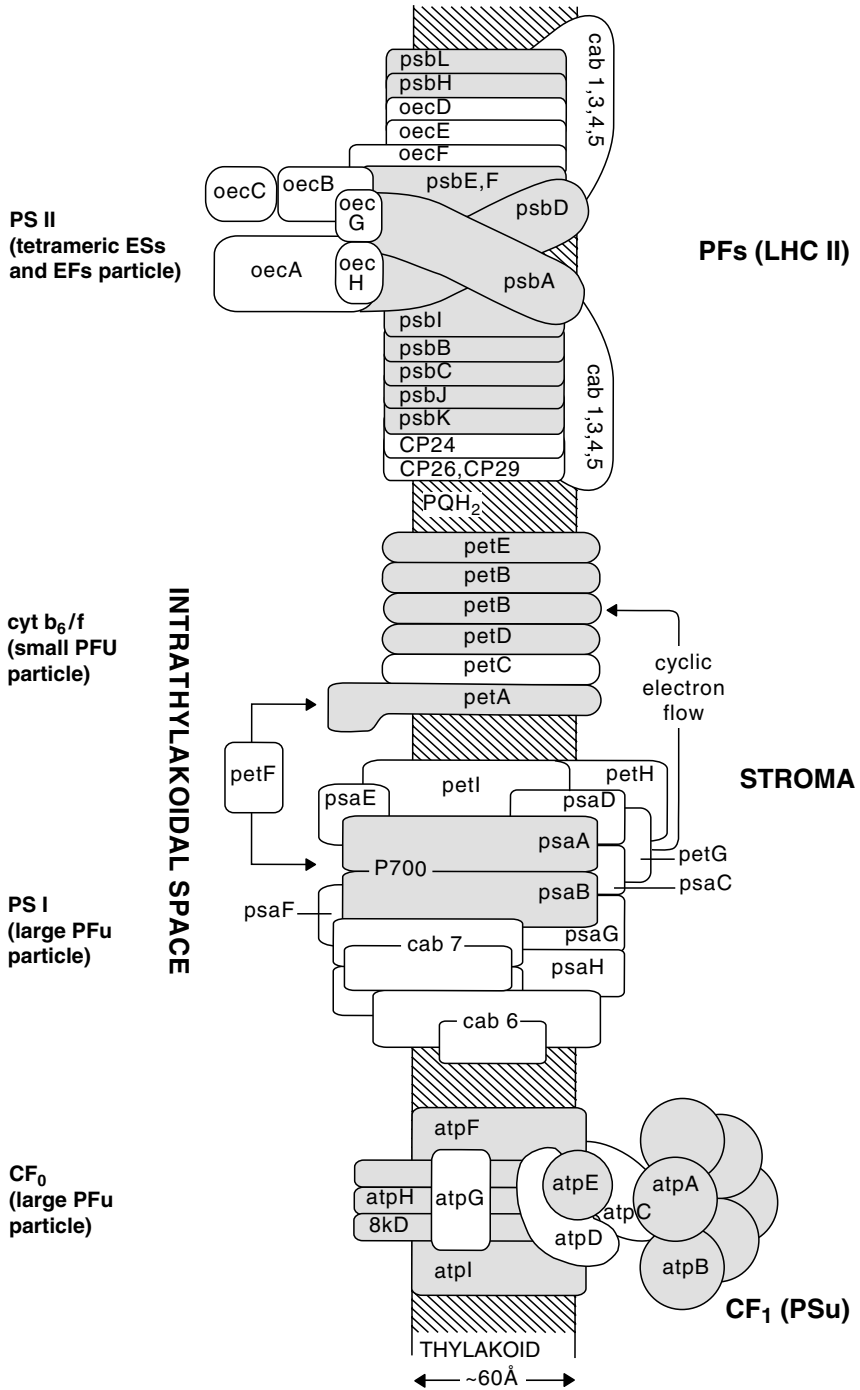 cab 1,3,4,5
psbL
psbH
oecD
oecE
oecF
psbE,F
oecC
oecB
oec
G
psbD
PS II
(tetrameric ESs
and EFs particle)
PFs (LHC II)
oecA
oec
H
psbA
psbI
psbB
psbC
psbJ
psbK
CP24
CP26,CP29
cab 1,3,4,5
PQH₂
petE
petB
petB
petD
petC
petA
cyt b₆/f
(small PFU
particle)
INTRATHYLAKOIDAL SPACE
cyclic
electron
flow
petF
petI
petH
STROMA
psaE
psaD
psaA
petG
P700
psaC
psaB
psaF
PS I
(large PFu
particle)
psaG
cab 7
psaH
cab 6
atpF
CF₀
(large PFu
particle)
atpH
atpG
8kD
atpE
atpA
atpC
atpD
atpI
atpB
CF₁ (PSu)
THYLAKOID
~60Å